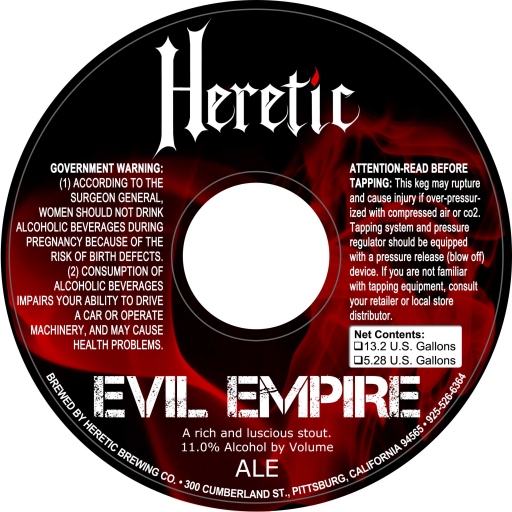 Heretic
GOVERNMENT WARNING:
(1) ACCORDING TO THE
SURGEON GENERAL,
WOMEN SHOULD NOT DRINK
ALCOHOLIC BEVERAGES DURING
PREGNANCY BECAUSE OF THE
RISK OF BIRTH DEFECTS.
(2) CONSUMPTION OF
ALCOHOLIC BEVERAGES
IMPAIRS YOUR ABILITY TO DRIVE
A CAR OR OPERATE
MACHINERY, AND MAY CAUSE
HEALTH PROBLEMS.
ATTENTION-READ BEFORE
TAPPING: This keg may rupture
and cause injury if over-pressur-
ized with compressed air or co2.
Tapping system and pressure
regulator should be equipped
with a pressure release (blow off)
device. If you are not familiar
with tapping equipment, consult
your retailer or local store
distributor.
Net Contents:
❑13.2 U.S. Gallons
❑5.28 U.S. Gallons
EVIL EMPIRE
A rich and luscious stout.
11.0% Alcohol by Volume
ALE
BREWED BY HERETIC BREWING CO. • 300 CUMBERLAND ST., PITTSBURG, CALIFORNIA 94565 • 925-526-6364